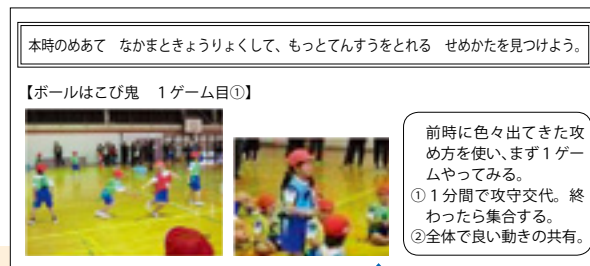 本時のめあて　なかまときょうりょくして、もっとてんすうをとれる　せめかたを見つけよう。
【ボールはこび鬼　１ゲーム目①】
前時に色々出てきた攻
め方を使い、まず１ゲー
ムやってみる。
①１分間で攻守交代。終
わったら集合する。
②全体で良い動きの共有。